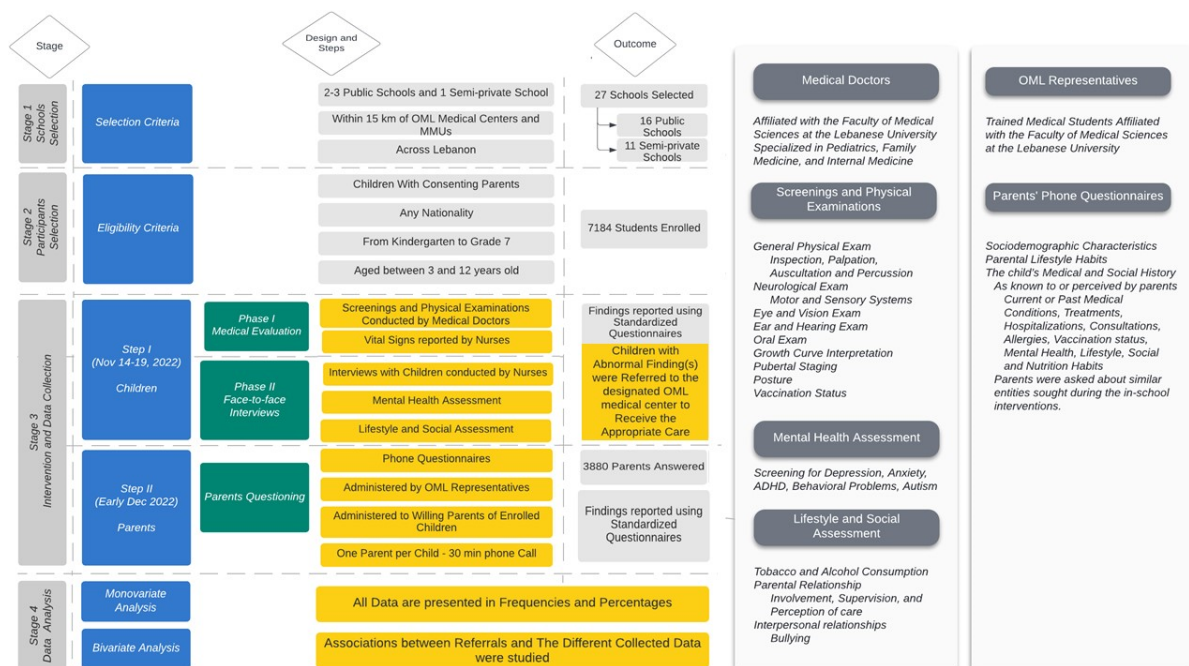 Stage
Design and
Steps
Outcome
Stage 1
Schools
Selection
Selection Criteria
2-3 Public Schools and 1 Semi-private School
Within 15 km of OML Medical Centers and
MMUs
Across Lebanon
27 Schools Selected
16 Public
Schools
11 Semi-private
Schools
Stage 2
Participants
Selection
Eligibility Criteria
Children With Consenting Parents
Any Nationality
From Kindergarten to Grade 7
Aged between 3 and 12 years old
7184 Students Enrolled
Stage 3
Intervention and Data Collection
Step I
(Nov 14-19, 2022)
Children
Phase I
Medical Evaluation
Screenings and Physical Examinations
Conducted by Medical Doctors
Vital Signs reported by Nurses
Phase II
Face-to-face
Interviews
Interviews with Children conducted by Nurses
Mental Health Assessment
Lifestyle and Social Assessment
Findings reported using
Standardized
Questionnaires
Children with
Abnormal Finding(s)
were Referred to the
designated OML
medical center to
Receive the
Appropriate Care
Step II
(Early Dec 2022)
Parents
Parents Questioning
Phone Questionnaires
Administered by OML Representatives
Administered to Willing Parents of Enrolled
Children
One Parent per Child - 30 min phone Call
3880 Parents Answered
Findings reported using
Standardized
Questionnaires
Stage 4
Data Analysis
Monovariate
Analysis
All Data are presented in Frequencies and Percentages
Bivariate Analysis
Associations between Referrals and The Different Collected Data
were studied
Medical Doctors
Affiliated with the Faculty of Medical
Sciences at the Lebanese University
Specialized in Pediatrics, Family
Medicine, and Internal Medicine
Screenings and Physical
Examinations
General Physical Exam
Inspection, Palpation,
Auscultation and Percussion
Neurological Exam
Motor and Sensory Systems
Eye and Vision Exam
Ear and Hearing Exam
Oral Exam
Growth Curve Interpretation
Pubertal Staging
Posture
Vaccination Status
Mental Health Assessment
Screening for Depression, Anxiety,
ADHD, Behavioral Problems, Autism
Lifestyle and Social
Assessment
Tobacco and Alcohol Consumption
Parental Relationship
Involvement, Supervision, and
Perception of care
Interpersonal relationships
Bullying
OML Representatives
Trained Medical Students Affiliated
with the Faculty of Medical Sciences
at the Lebanese University
Parents' Phone Questionnaires
Sociodemographic Characteristics
Parental Lifestyle Habits
The child's Medical and Social History
As known to or perceived by parents
Current or Past Medical
Conditions, Treatments,
Hospitalizations, Consultations,
Allergies, Vaccination status,
Mental Health, Lifestyle, Social
and Nutrition Habits
Parents were asked about similar
entities sought during the in-school
interventions.